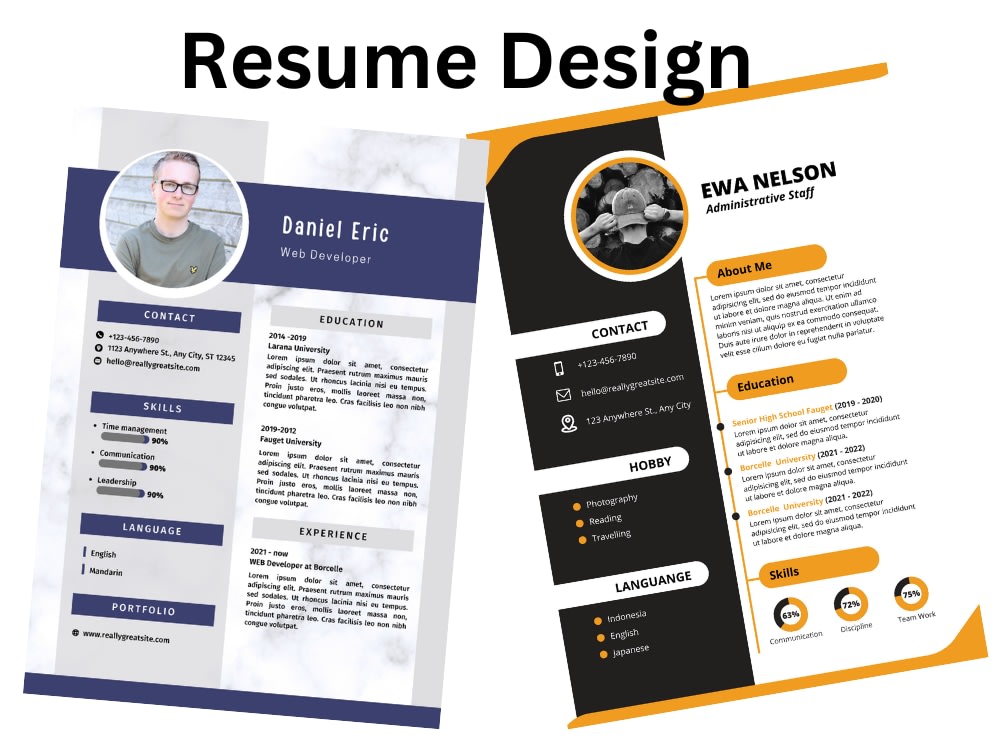 Resume Design
Daniel Eric
Web Developer
CONTACT
+123-456-7890
1123 Anywhere St., Any City, ST 12345
hello@reallygreatsite.com
SKILLS
Time management
90%
Communication
90%
Leadership
90%
LANGUAGE
English
Mandarin
PORTFOLIO
www.reallygreatsite.com
EDUCATION
2014 -2019
Larana University
Lorem ipsum dolor sit amet, consectetur
adipiscing elit. Praesent rutrum maximus mauris
sed sodales. Ut rhoncus lacinia nisi eu tempus.
Proin justo eros, mollis laoreet massa non,
tincidunt pharetra leo. Cras facilisis leo non nibh
congue volutpat.
2019-2012
Fauget University
Lorem ipsum dolor sit amet, consectetur
adipiscing elit. Praesent rutrum maximus mauris
sed sodales. Ut rhoncus lacinia nisi eu tempus.
Proin justo eros, mollis laoreet massa non,
tincidunt pharetra leo. Cras facilisis leo non nibh
congue volutpat.
EXPERIENCE
2021 - now
WEB Developer at Borcelle
Lorem ipsum dolor sit amet, consectetur
adipiscing elit. Praesent rutrum maximus mauris
sed sodales. Ut rhoncus lacinia nisi eu tempus.
Proin justo eros, mollis laoreet massa non,
tincidunt pharetra leo. Cras facilisis leo non nibh
congue volutpat.
EWA NELSON
Administrative Staff
CONTACT
+123-456-7890
hello@reallygreatsite.com
123 Anywhere St., Any City
HOBBY
Photography
Reading
Travelling
LANGUANGE
Indonesia
English
Japanese
About Me
Lorem ipsum dolor sit amet, consectetur
adipiscing elit, sed do eiusmod tempor incididunt
ut labore et dolore magna aliqua. Ut enim ad
minim veniam, quis nostrud exercitation ullamco
laboris nisi ut aliquip ex ea commodo consequat.
Duis aute irure dolor in reprehenderit in voluptate
velit esse cillum dolore eu fugiat nulla pariatur.
Education
Senior High School Fauget (2019 - 2020)
Lorem ipsum dolor sit amet, consectetur
adipiscing elit, sed do eiusmod tempor incididunt
ut labore et dolore magna aliqua.
Borcelle University (2021 - 2022)
Lorem ipsum dolor sit amet, consectetur
adipiscing elit, sed do eiusmod tempor incididunt
ut labore et dolore magna aliqua.
Borcelle University (2021 - 2022)
Lorem ipsum dolor sit amet, consectetur
adipiscing elit, sed do eiusmod tempor incididunt
ut labore et dolore magna aliqua.
Skills
63%
72%
75%
Communication
Discipline
Team Work